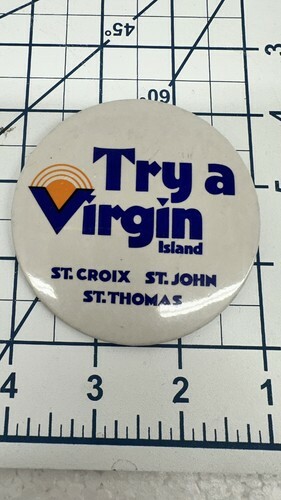 45°
60°
3
Try a
Virgin
Island
ST. CROIX ST. JOHN
ST. THOMAS
4 3 2 1